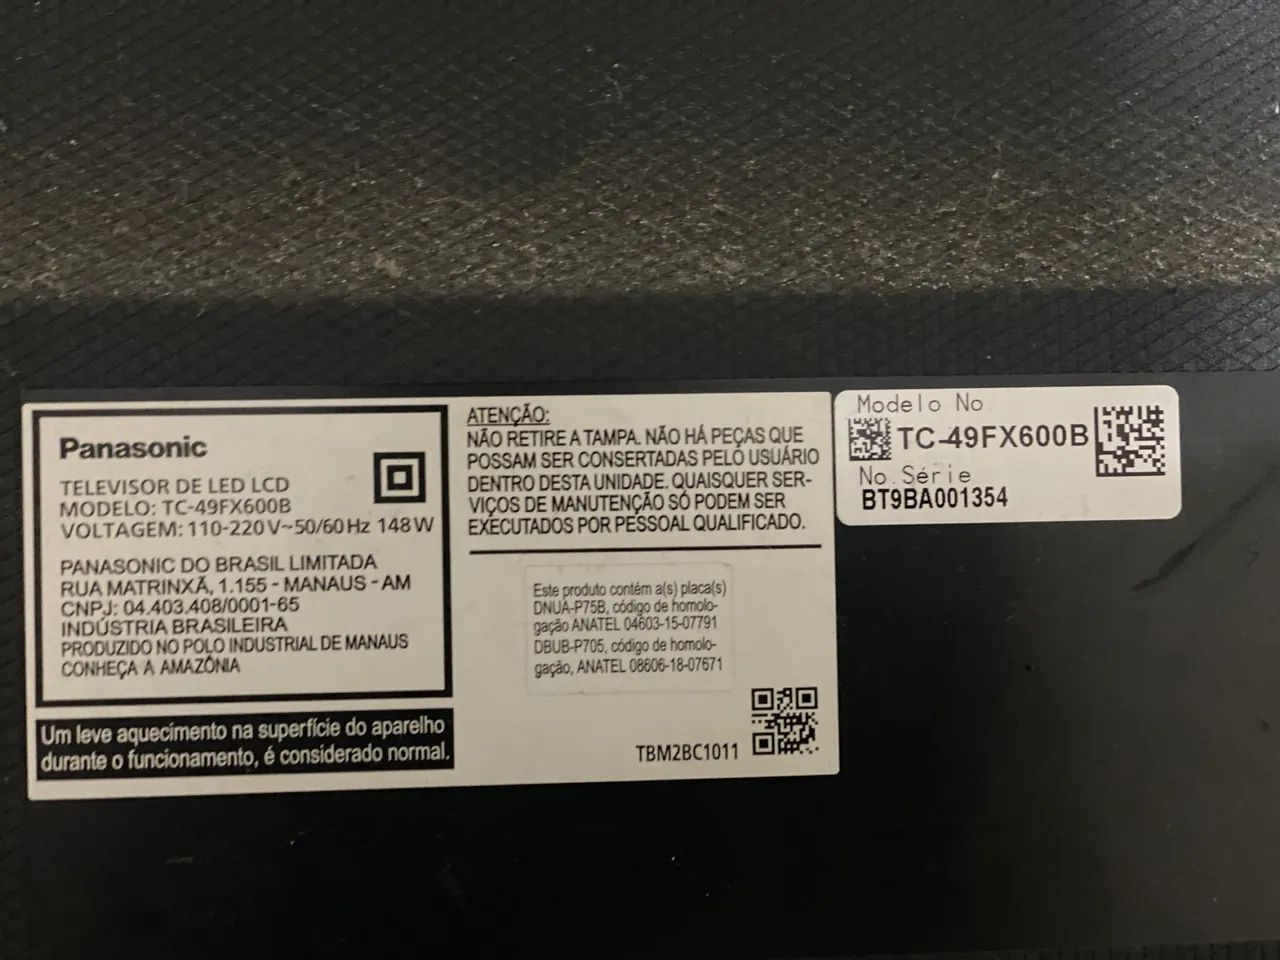 Panasonic
TELEVISOR DE LED LCD
MODELO: TC-49FX600B
VOLTAGEM: 110-220V~50/60Hz 148W
PANASONIC DO BRASIL LIMITADA
RUA MATRINXÃ, 1.155 - MANAUS - AM
CNPJ: 04.403.408/0001-65
INDÚSTRIA BRASILEIRA
PRODUZIDO NO POLO INDUSTRIAL DE MANAUS
CONHEÇA A AMAZÔNIA
Um leve aquecimento na superfície do aparelho
durante o funcionamento, é considerado normal.
ATENÇÃO:
NÃO RETIRE A TAMPA. NÃO HÁ PEÇAS QUE
POSSAM SER CONSERTADAS PELO USUÁRIO
DENTRO DESTA UNIDADE. QUAISQUER SER-
VIÇOS DE MANUTENÇÃO SÓ PODEM SER
EXECUTADOS POR PESSOAL QUALIFICADO.
Este produto contém a(s) placa(s)
DNUA-P75B, código de homolo-
gação ANATEL 04603-15-07791
DBUB-P705, código de homolo-
gação, ANATEL 08606-18-07671
TBM2BC1011
Modelo No
TC-49FX600B
No.Série
BT9BA001354